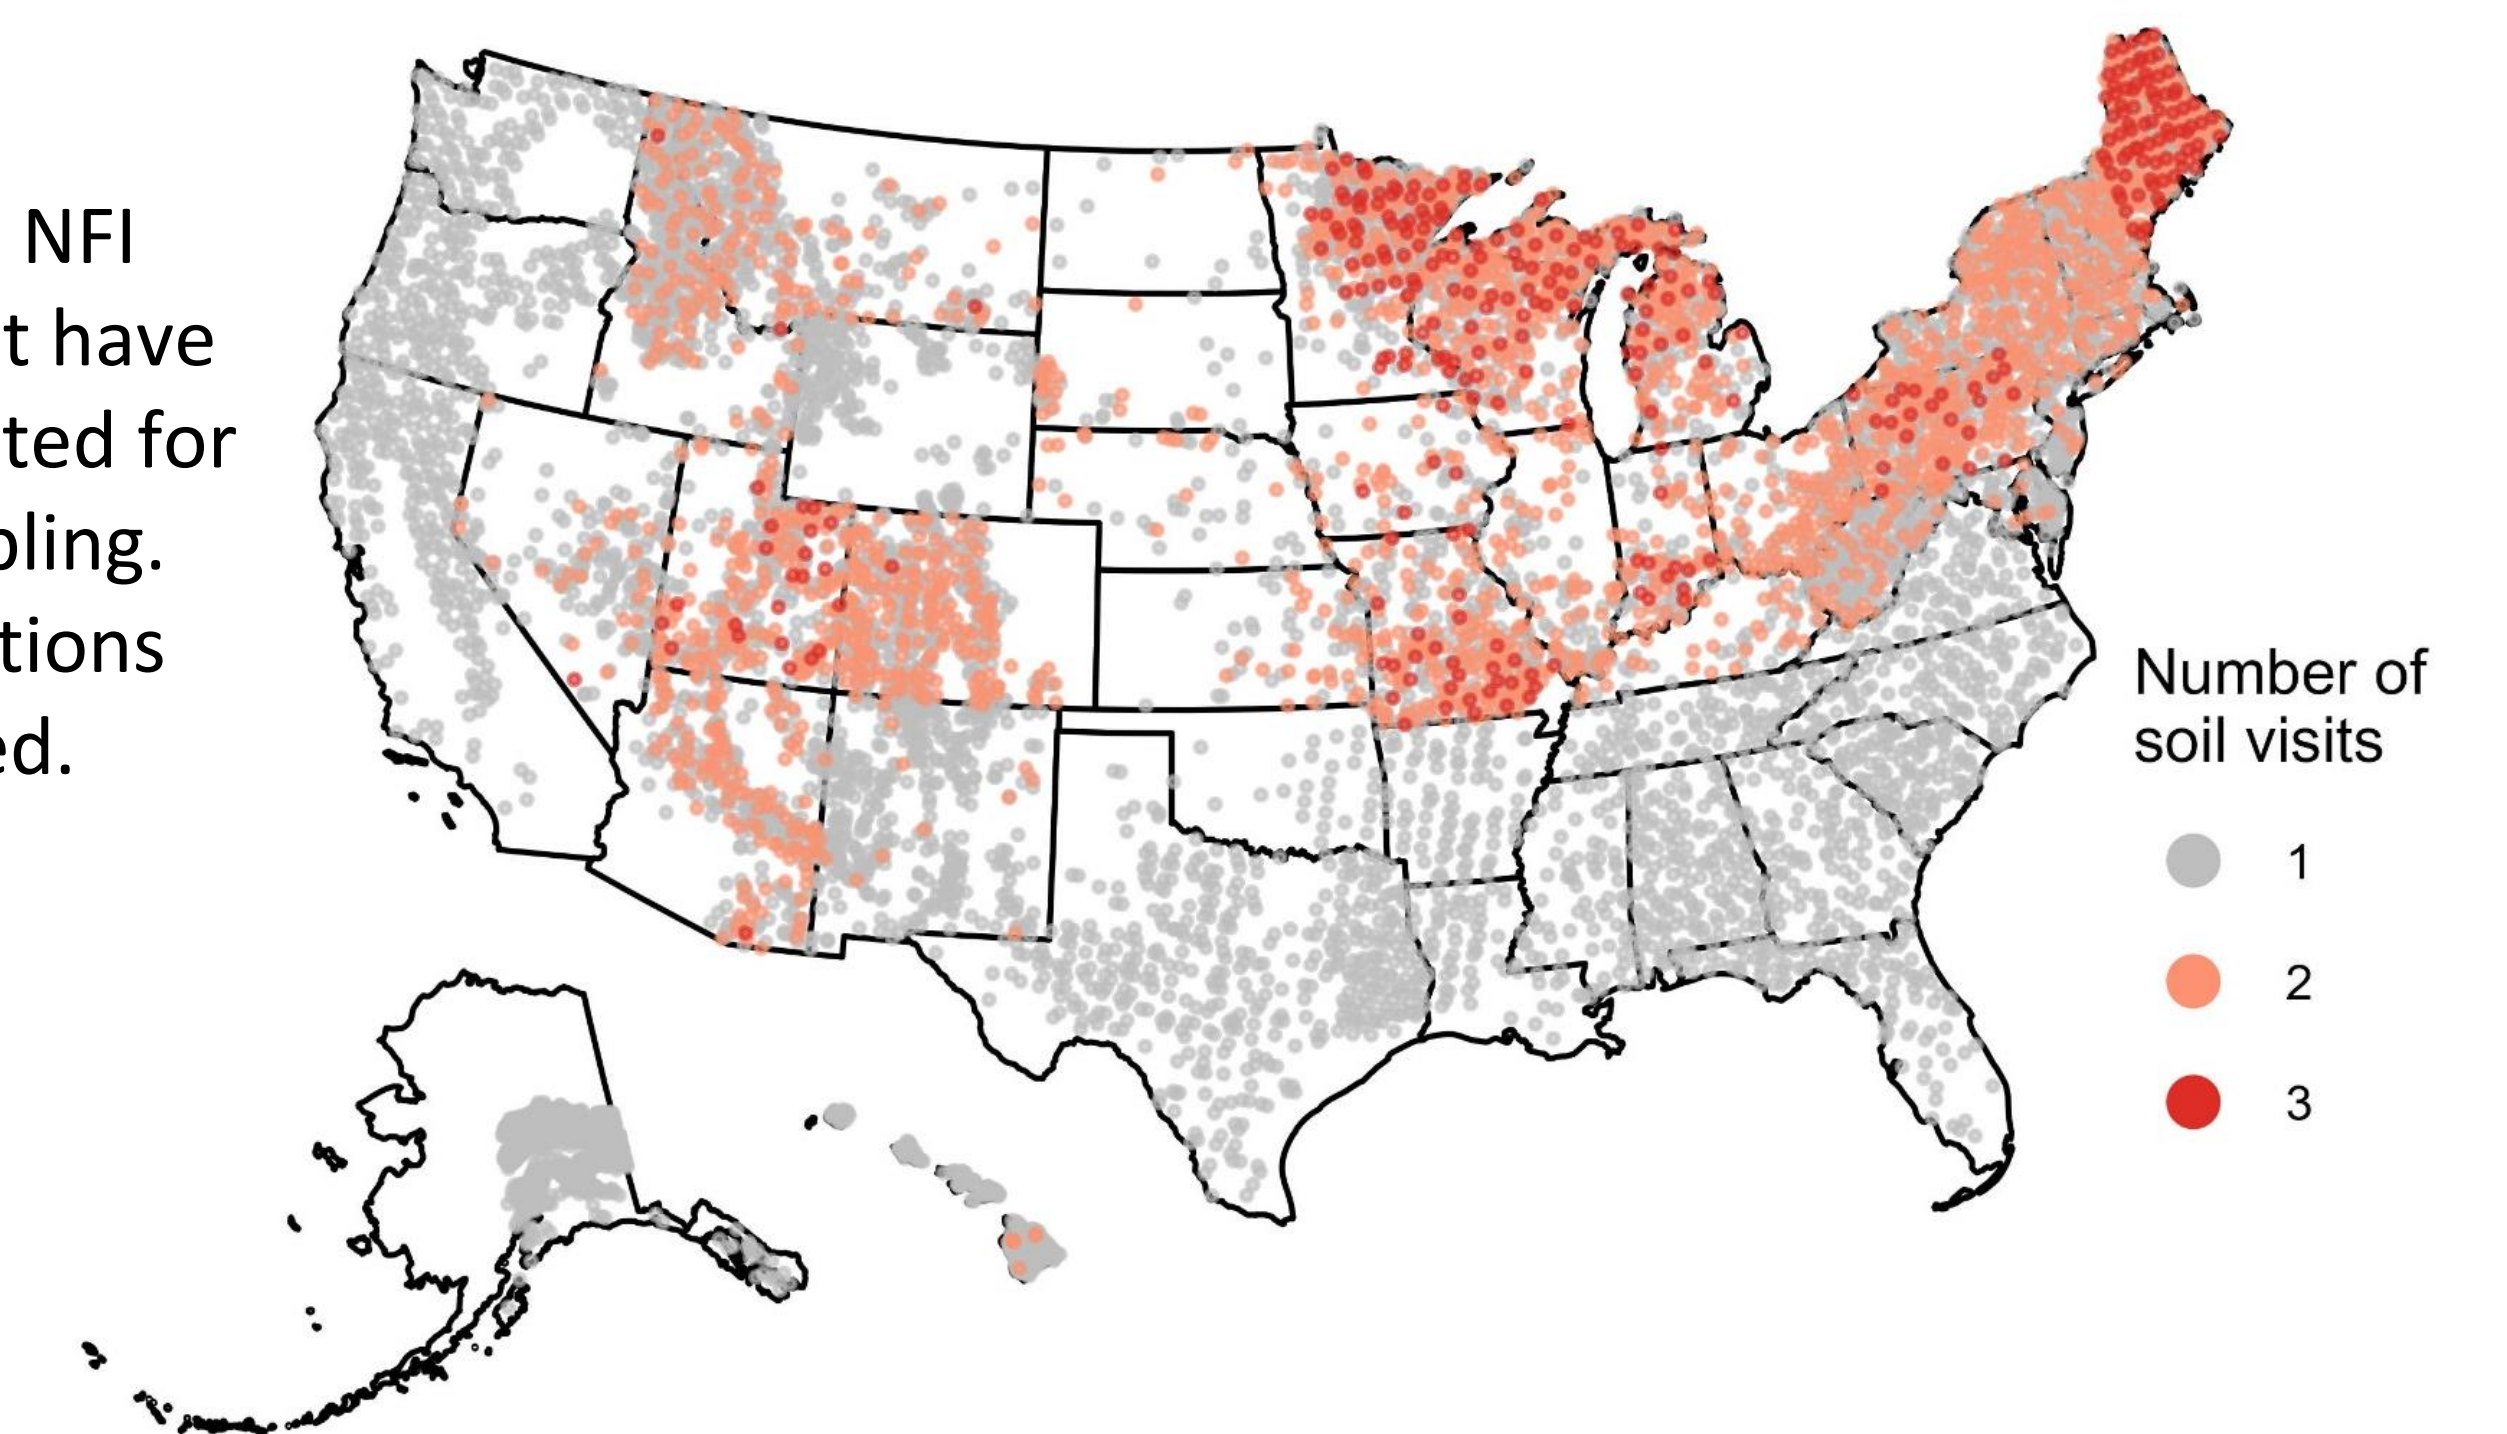 NFI
t have
ted for
pling.
tions
ed.
Number of
soil visits
1
2
3